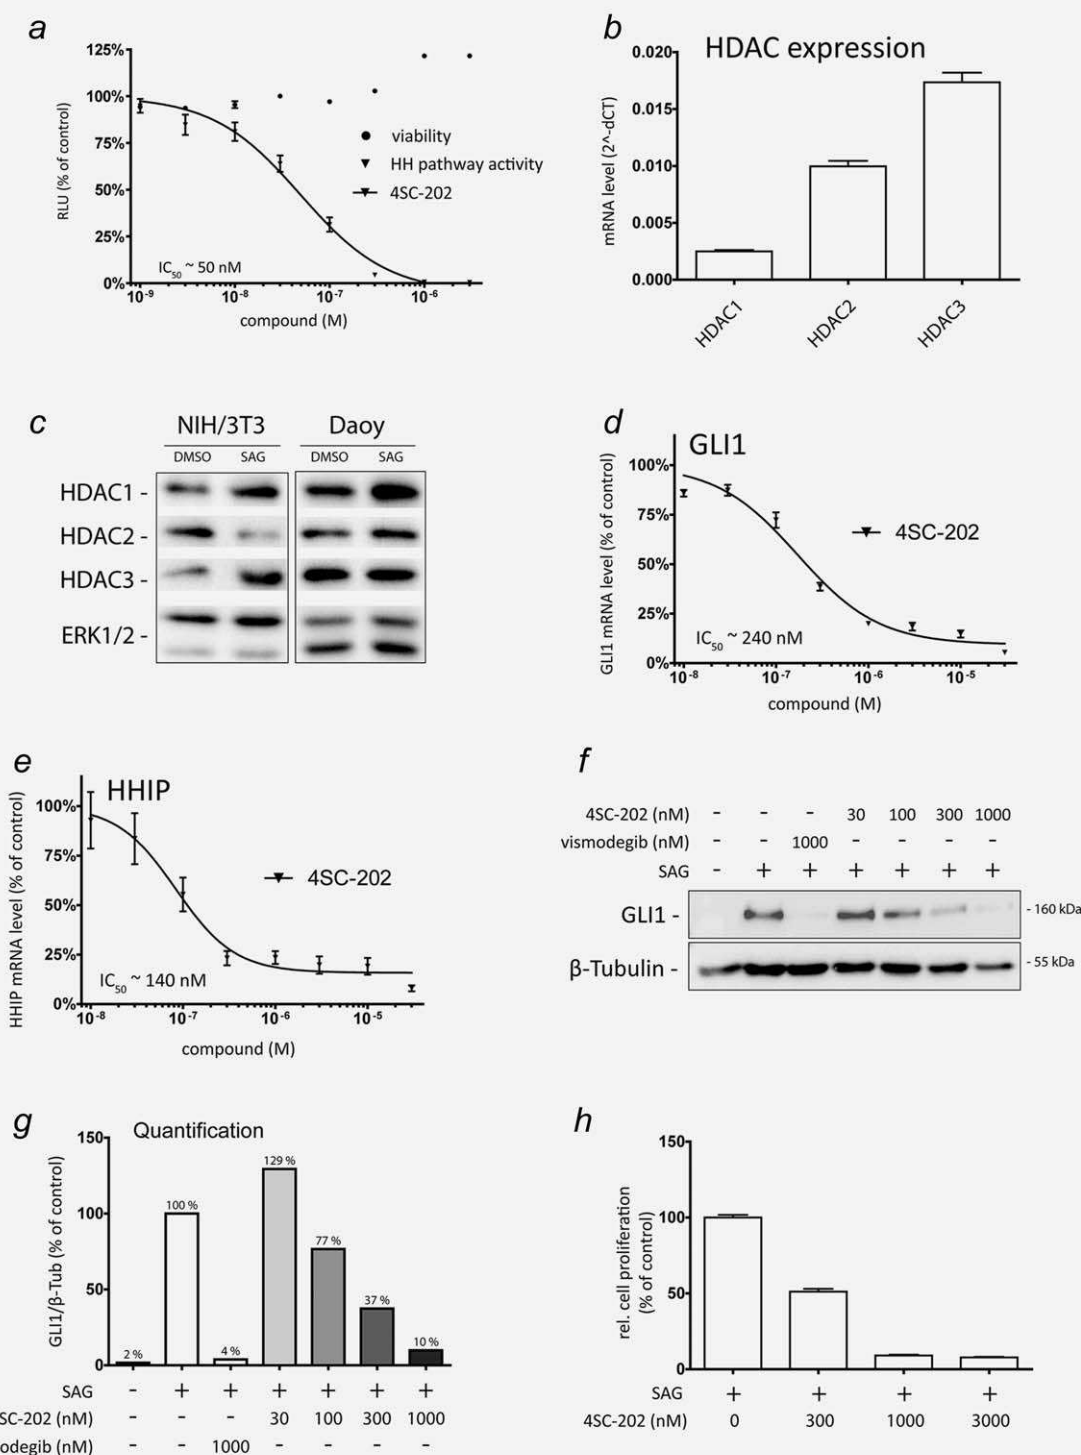 a
125%
100%
75%
50%
25%
0%
RLU (% of control)
viability
HH pathway activity
4SC-202
IC50 ~ 50 nM
10-9 10-8 10-7 10-6
compound (M)
b
HDAC expression
0.020
0.015
0.010
0.005
0.000
mRNA level (2^-dCT)
HDAC1 HDAC2 HDAC3
c
NIH/3T3 Daoy
DMSO SAG DMSO SAG
HDAC1 -
HDAC2 -
HDAC3 -
ERK1/2 -
d
GLI1
100%
75%
50%
25%
0%
GLI1 mRNA level (% of control)
4SC-202
IC50 ~ 240 nM
10-8 10-7 10-6 10-5
compound (M)
e
HHIP
100%
75%
50%
25%
0%
HHIP mRNA level (% of control)
4SC-202
IC50 ~ 140 nM
10-8 10-7 10-6 10-5
compound (M)
f
4SC-202 (nM) - - - 30 100 300 1000
vismodegib (nM) - - 1000 - - - -
SAG - + + + + + +
GLI1 - - 160 kDa
β-Tubulin - - 55 kDa
g
Quantification
150
100
50
0
GLI1/β-Tub (% of control)
2 % 100 % 4 % 129 % 77 % 37 % 10 %
SAG - + + + + + +
SC-202 (nM) - - - 30 100 300 1000
odegib (nM) - - 1000 - - - -
h
150
100
50
0
rel. cell proliferation
(% of control)
SAG + + + +
4SC-202 (nM) 0 300 1000 3000